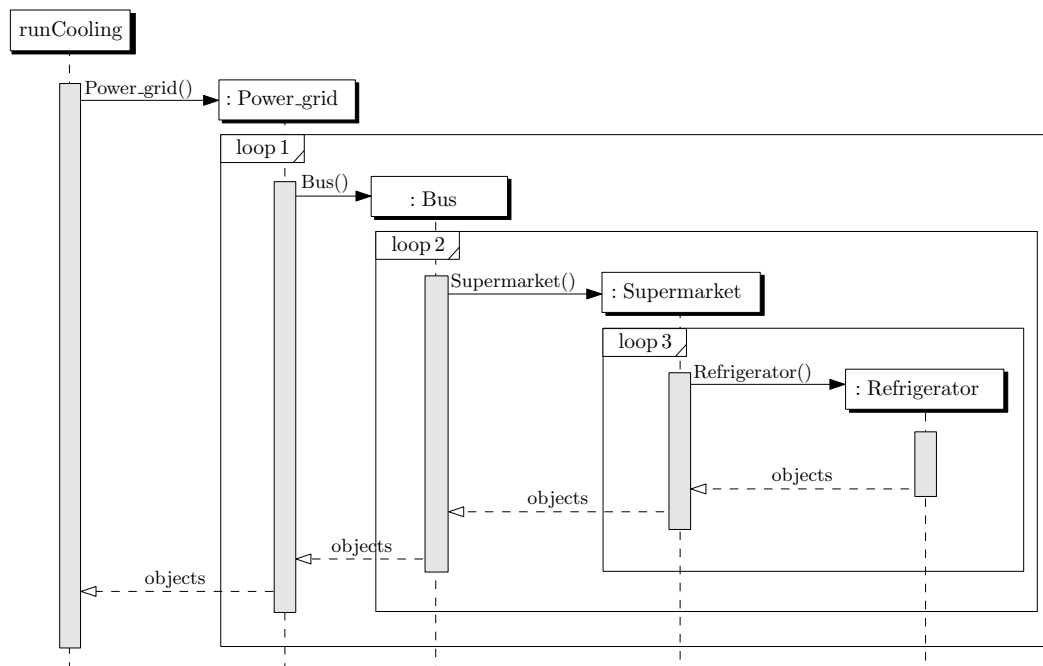 runCooling
Power_grid()
: Power_grid
loop 1
Bus()
: Bus
loop 2
Supermarket()
: Supermarket
loop 3
Refrigerator()
: Refrigerator
objects
objects
objects
objects